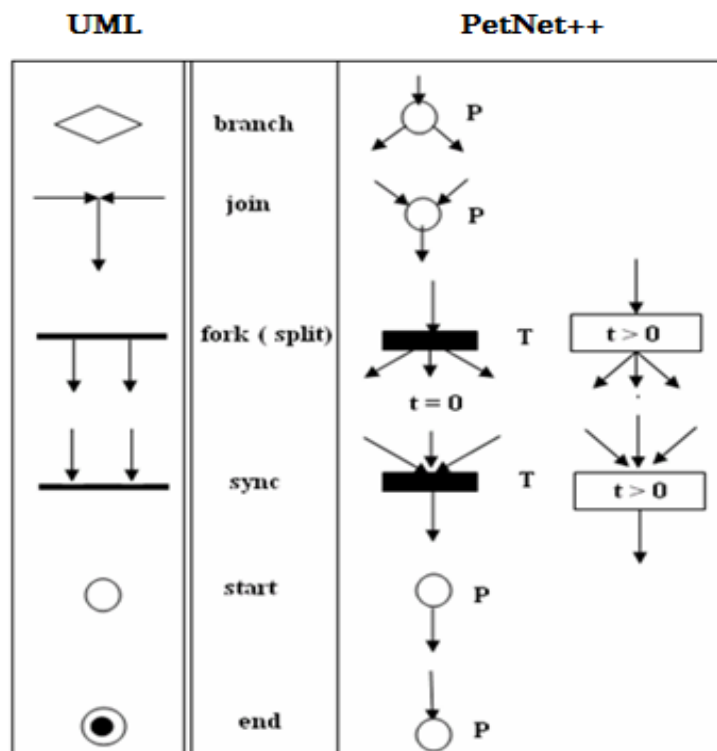 UML PetNet++
branch P
join P
fork ( split) T t > 0
t = 0
sync T t > 0
start P
end P